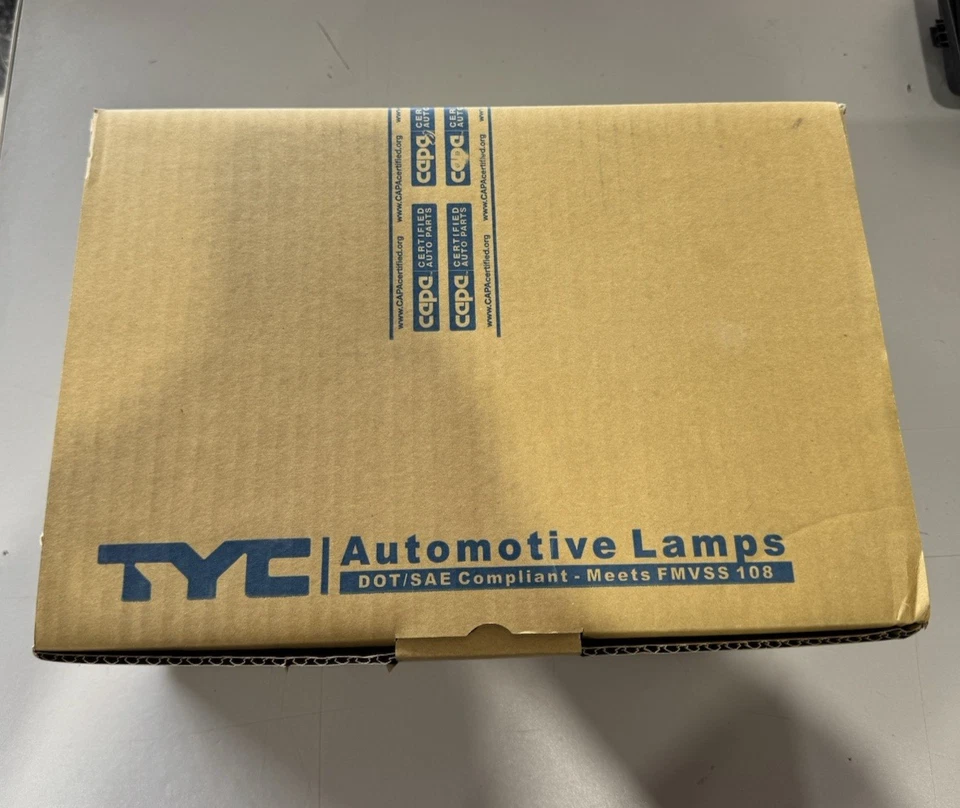 www.CAPAcertified.org www.CAPAcertified.org
capa CERTIFIED AUTO PARTS
capa CERTIFIED AUTO PARTS
capa CERTIFIED AUTO PARTS
capa CERTIFIED AUTO PARTS
www.CAPAcertified.org www.CAPAcertified.org
TYC
Automotive Lamps
DOT/SAE Compliant - Meets FMVSS 108